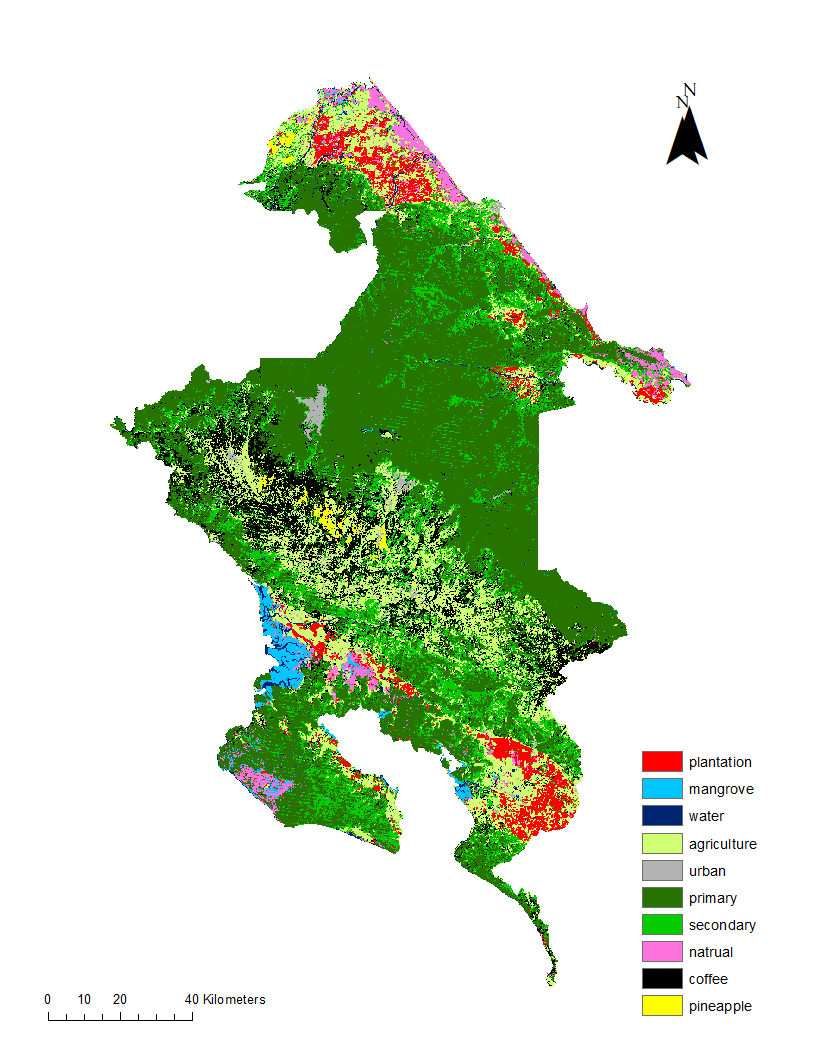 N
N
plantation
mangrove
water
agriculture
urban
primary
secondary
natrual
coffee
pineapple
0 10 20 40 Kilometers